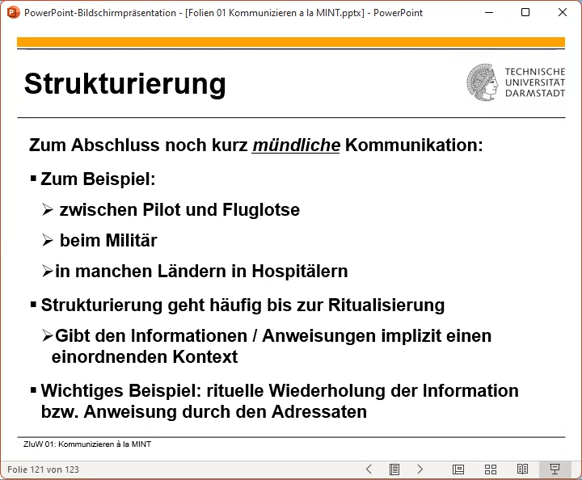 PowerPoint-Bildschirmpräsentation - [Folien 01 Kommunizieren a la MINT.pptx] - PowerPoint
Strukturierung
TECHNISCHE
UNIVERSITÄT
DARMSTADT
Zum Abschluss noch kurz mündliche Kommunikation:
▪ Zum Beispiel:
➢ zwischen Pilot und Fluglotse
➢ beim Militär
➢in manchen Ländern in Hospitälern
▪ Strukturierung geht häufig bis zur Ritualisierung
➢Gibt den Informationen / Anweisungen implizit einen
einordnenden Kontext
▪ Wichtiges Beispiel: rituelle Wiederholung der Information
bzw. Anweisung durch den Adressaten
ZIuW 01: Kommunizieren à la MINT
Folie 121 von 123